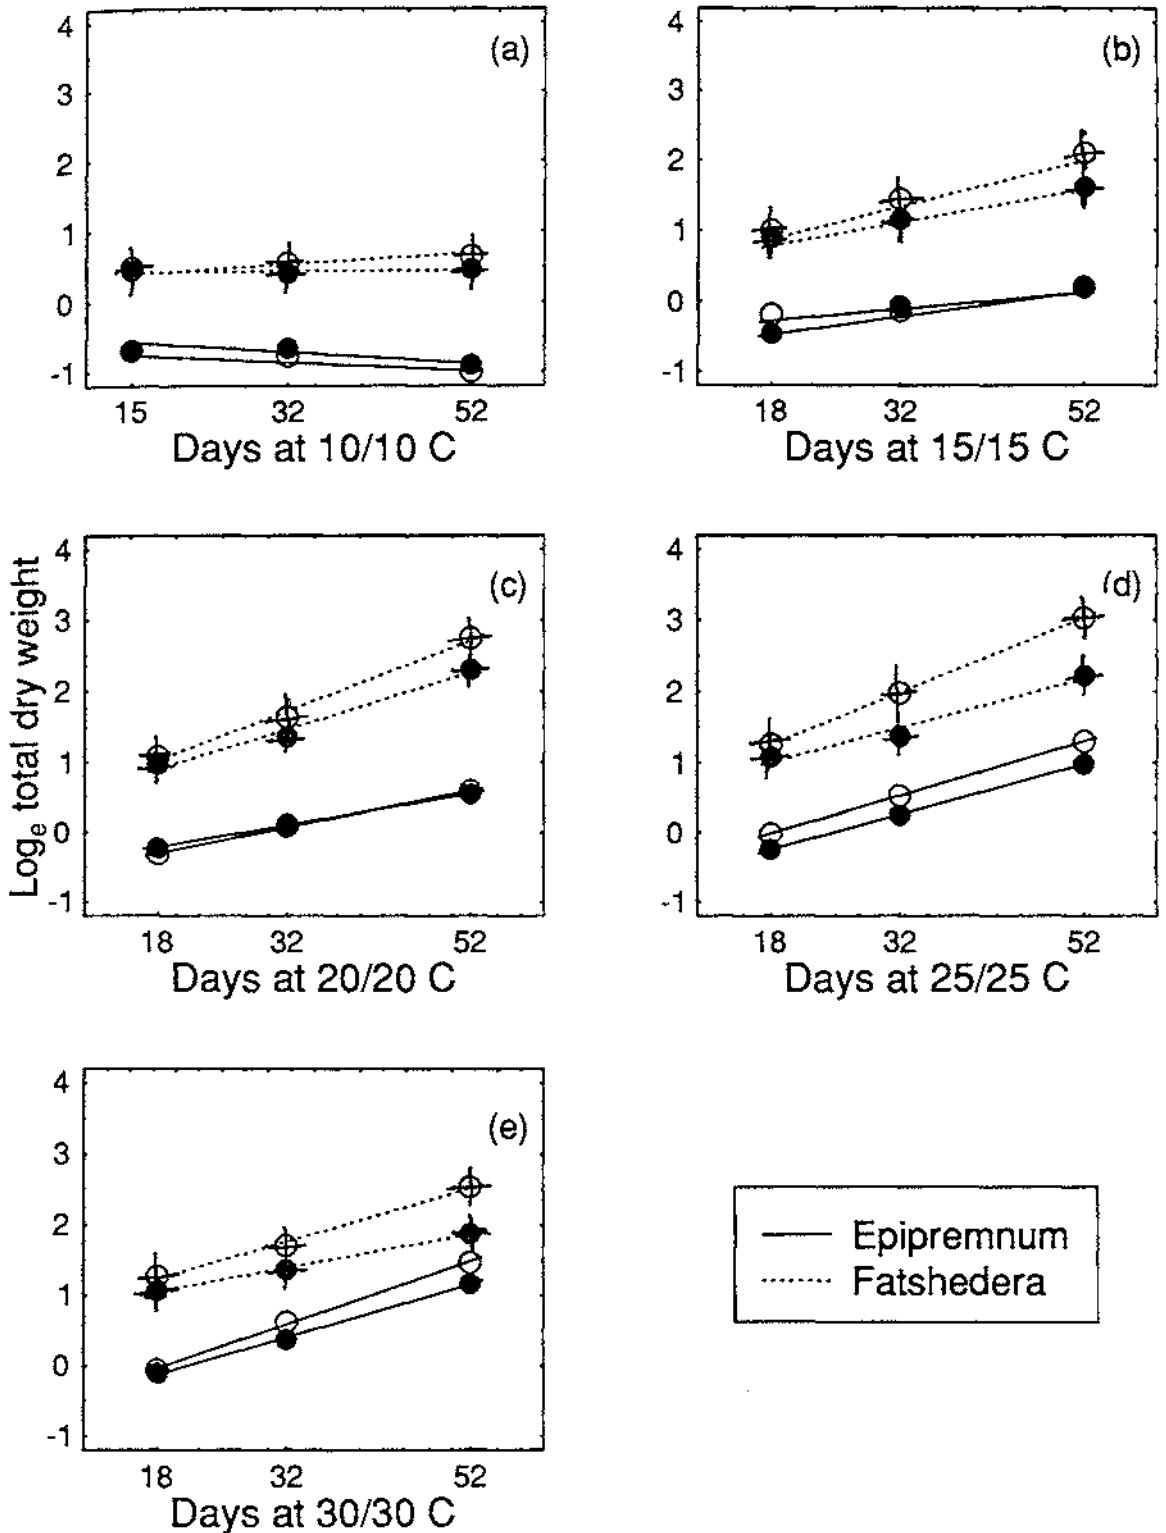 4
(a)
3
2
1
0
-1
15 32 52
Days at 10/10 C
4
(b)
3
2
1
0
-1
18 32 52
Days at 15/15 C
Loge total dry weight
4
(c)
3
2
1
0
-1
18 32 52
Days at 20/20 C
4
(d)
3
2
1
0
-1
18 32 52
Days at 25/25 C
4
(e)
3
2
1
0
-1
18 32 52
Days at 30/30 C
Epipremnum
Fatshedera